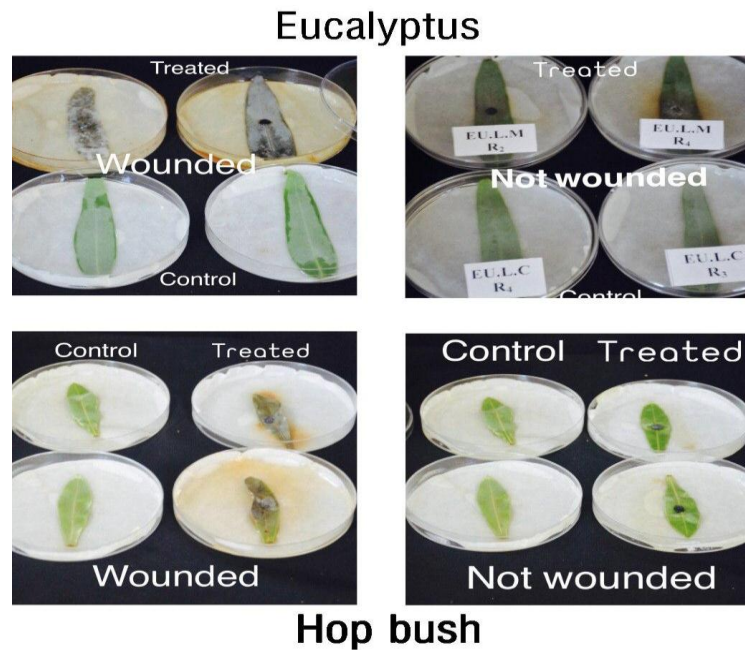 Eucalyptus
Treated
Wounded
Control
Treated
EU.L.M
R2
EU.L.M
R4
Not wounded
EU.L.C
R4
EU.L.C
R3
Control
Control
Treated
Wounded
Control
Treated
Not wounded
Hop bush